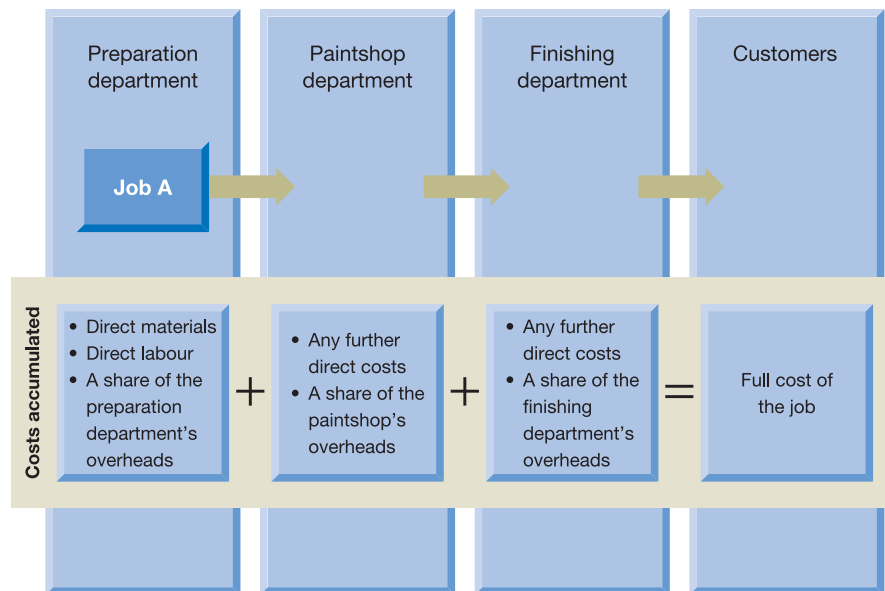 Preparation
department
Paintshop
department
Finishing
department
Customers
Job A
Costs accumulated
• Direct materials
• Direct labour
• A share of the
preparation
department's
overheads
+
• Any further
direct costs
• A share of the
paintshop's
overheads
+
• Any further
direct costs
• A share of the
finishing
department's
overheads
=
Full cost of
the job